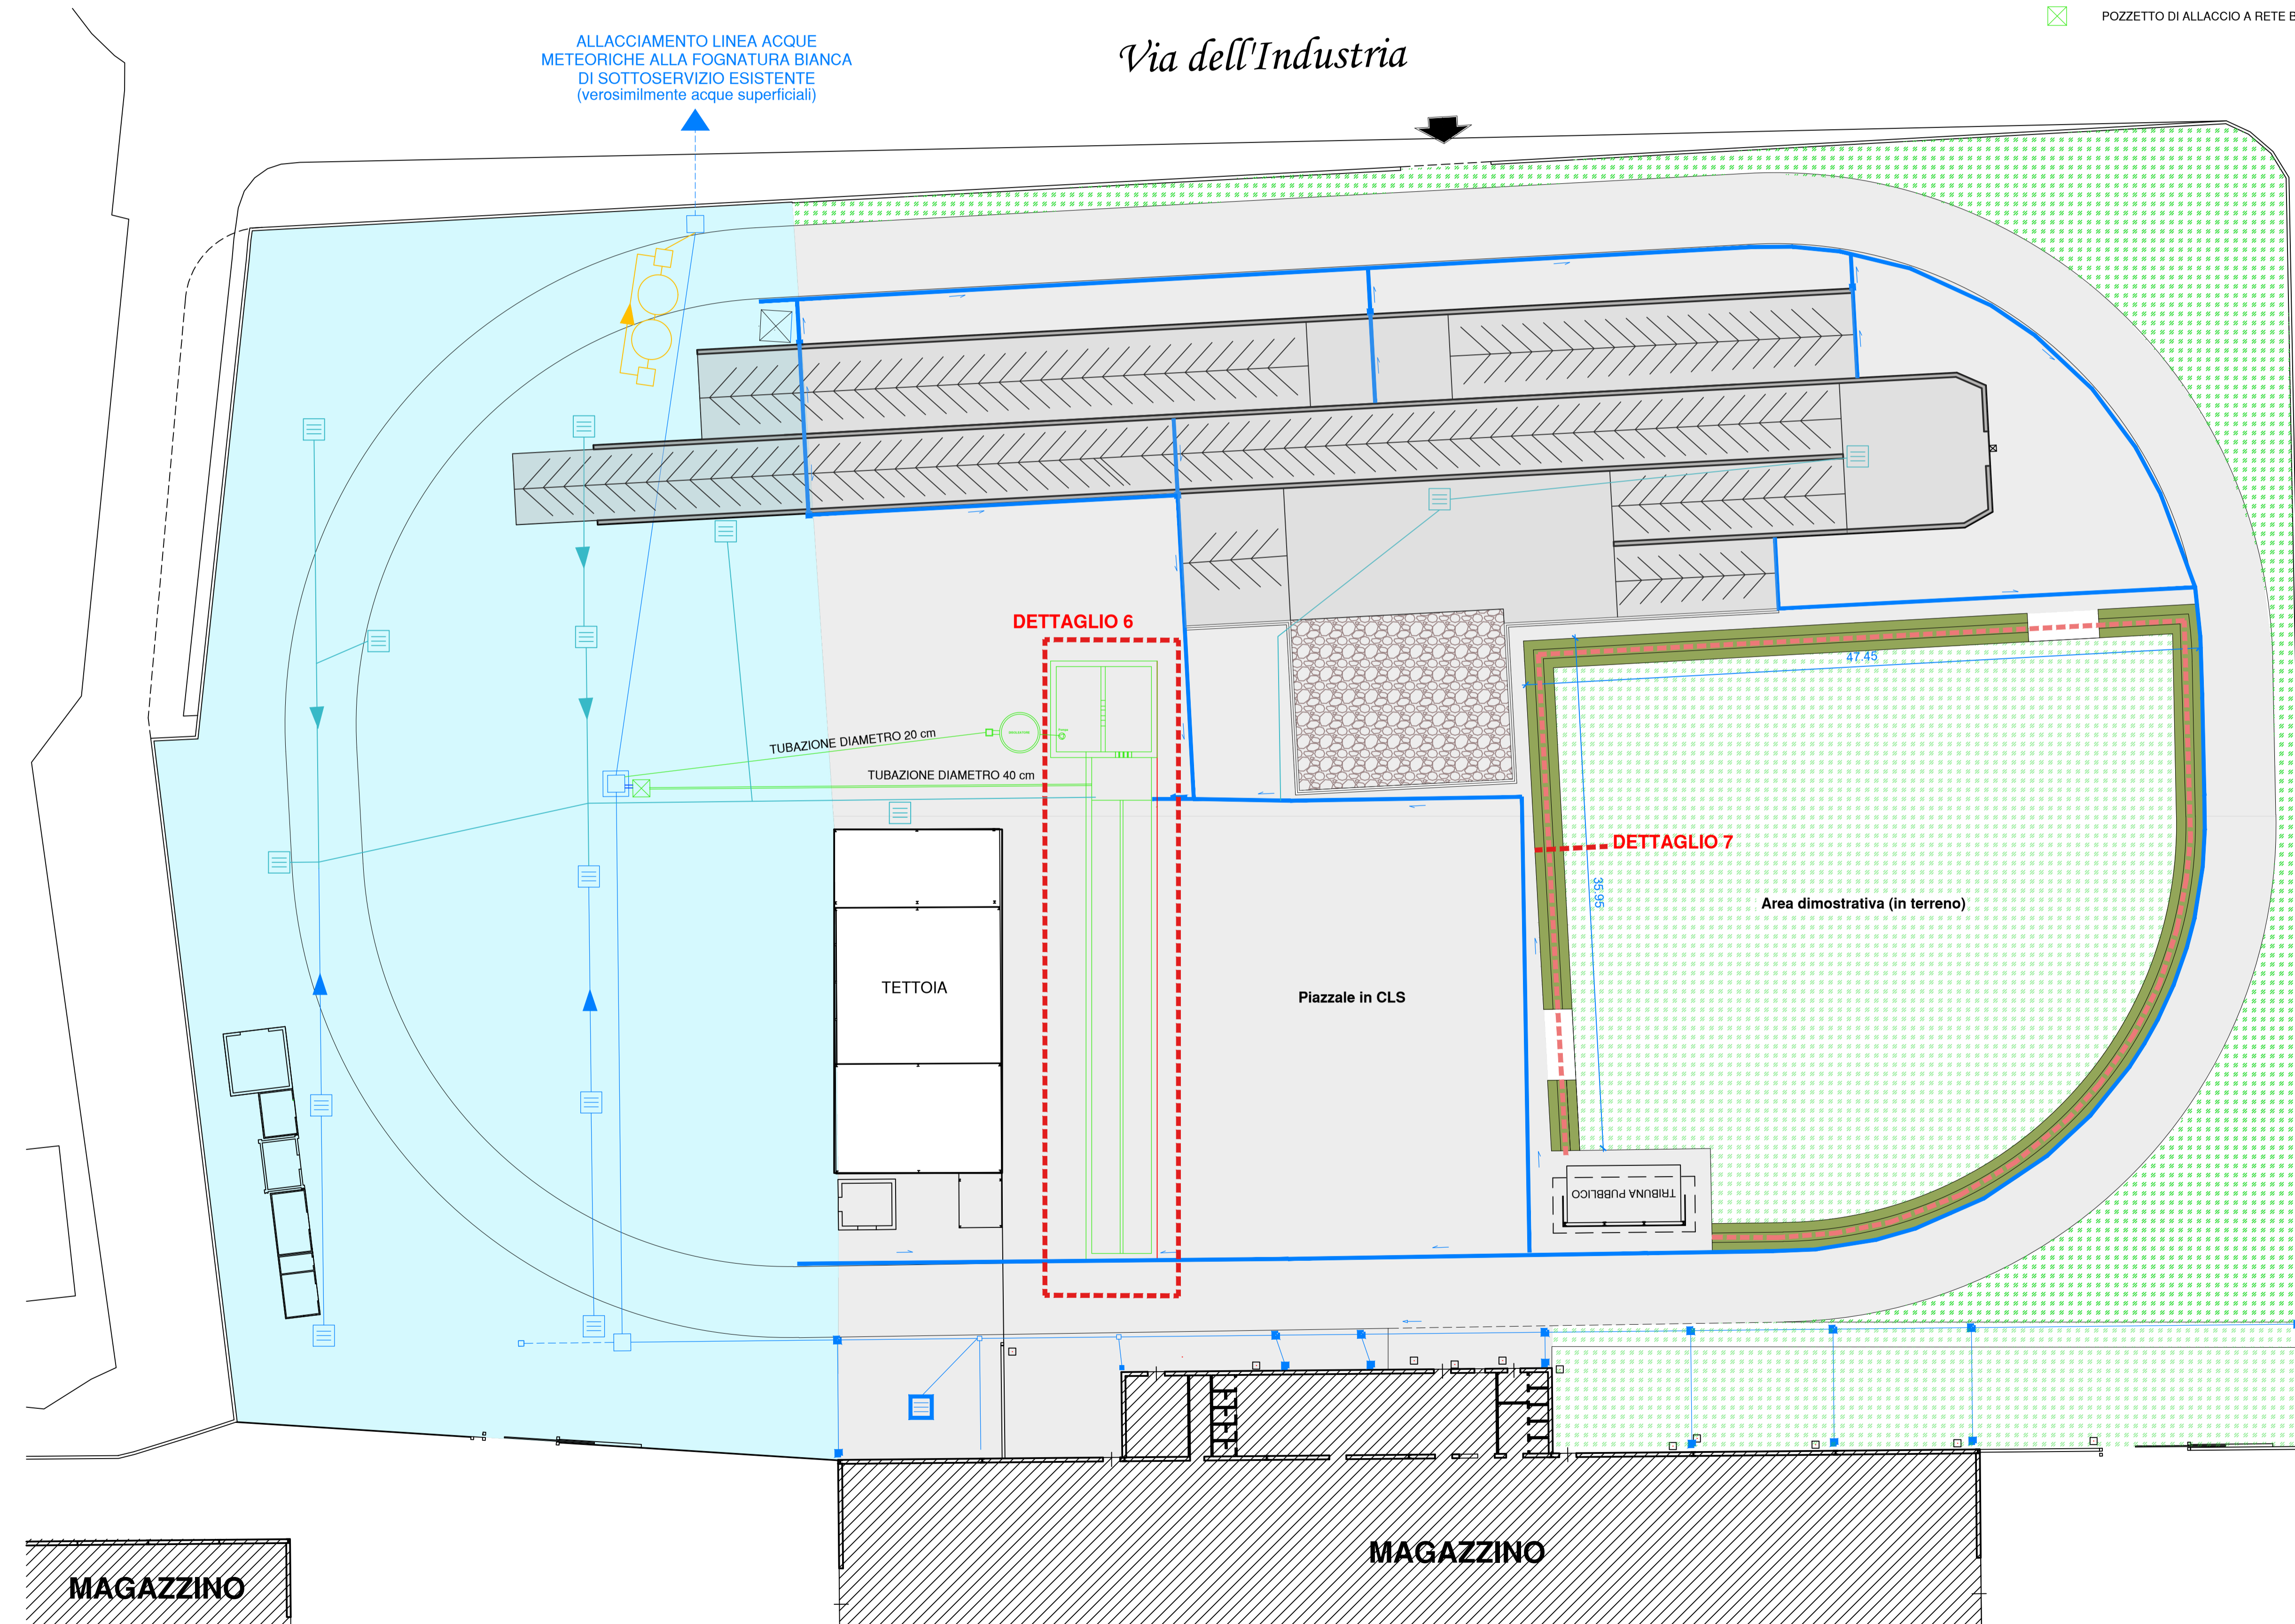 POZZETTO DI ALLACCIO A RETE B
ALLACCIAMENTO LINEA ACQUE
METEORICHE ALLA FOGNATURA BIANCA
DI SOTTOSERVIZIO ESISTENTE
(verosimilmente acque superficiali)
Via dell'Industria
DETTAGLIO 6
47.45
TUBAZIONE DIAMETRO 20 cm
TUBAZIONE DIAMETRO 40 cm
DETTAGLIO 7
35.95
Area dimostrativa (in terreno)
TETTOIA
Piazzale in CLS
TRIBUNA PUBBLICO
MAGAZZINO
MAGAZZINO